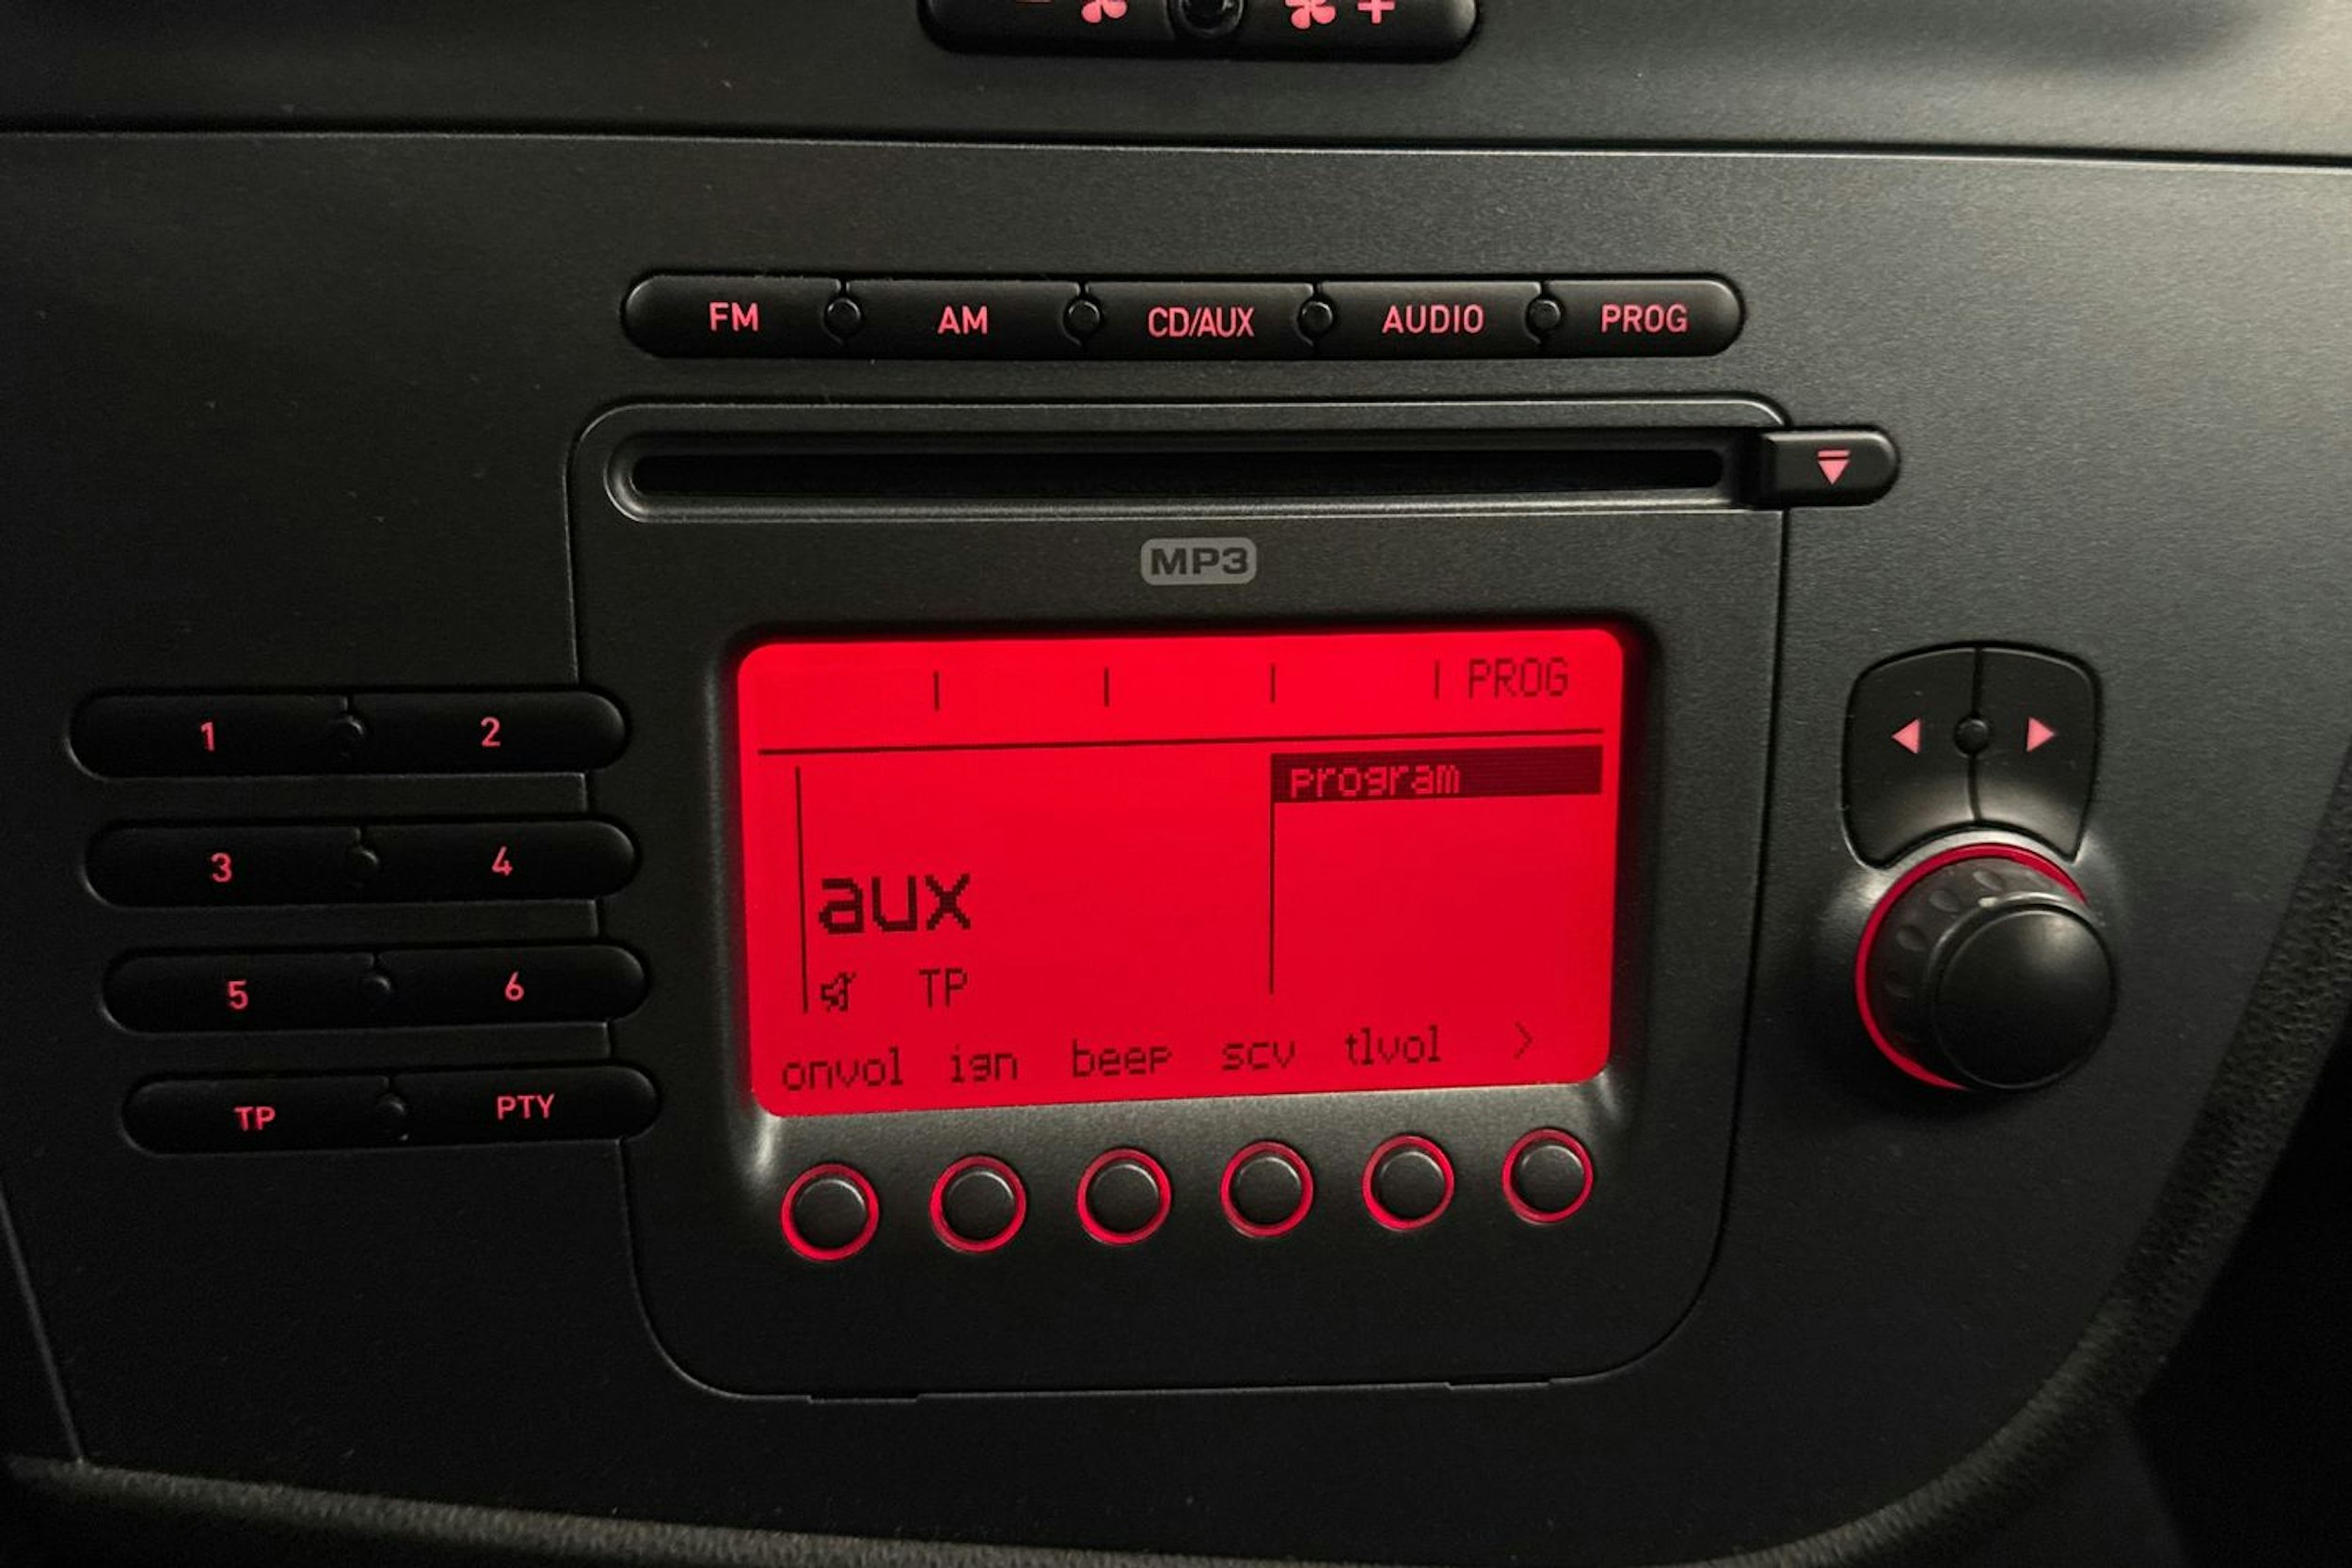 FM AM CD/AUX AUDIO PROG
MP3
PROG
program
aux
TP
onvol ign beep scv tlvol >
1 2
3 4
5 6
TP PTY